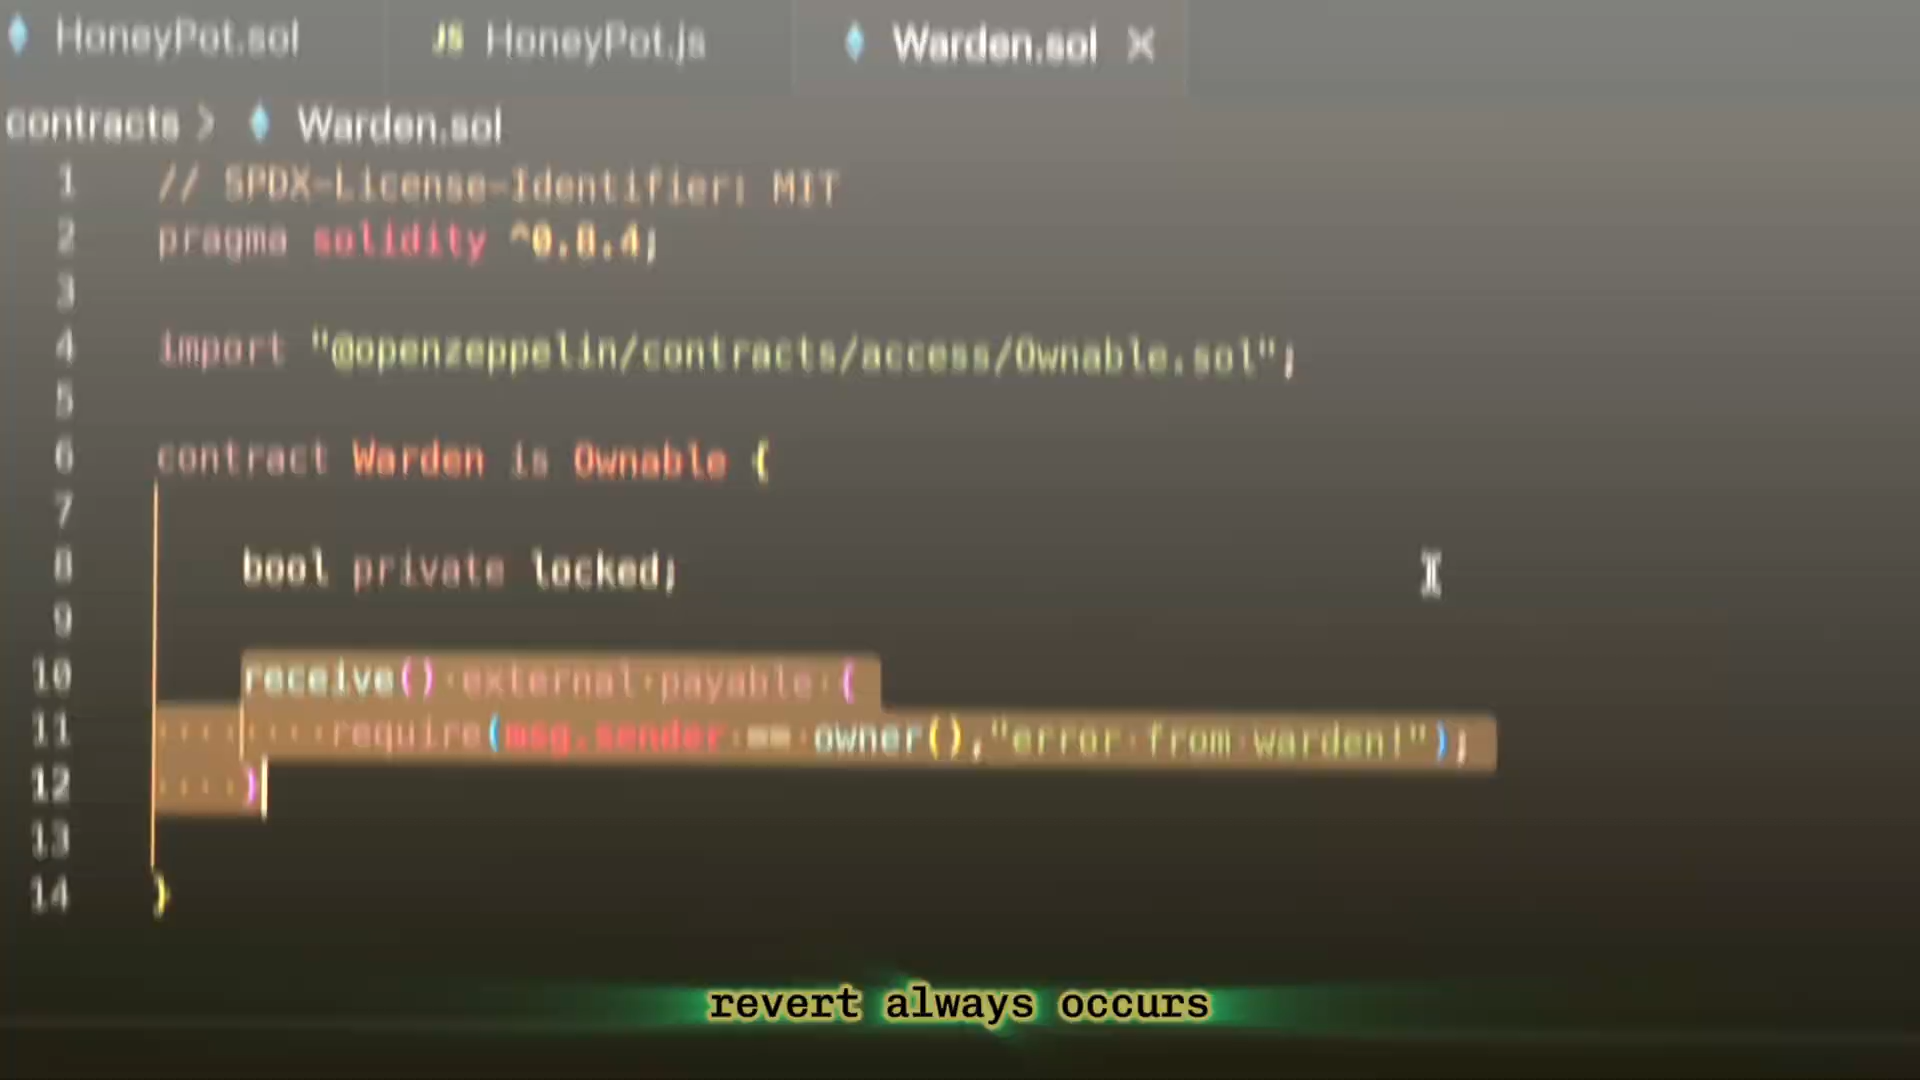 HoneyPot.sol
JS HoneyPot.js
Warden.sol
contracts > Warden.sol
1 // SPDX-License-Identifier: MIT
2 pragma solidity ^0.8.4;
3
4 import "@openzeppelin/contracts/access/Ownable.sol";
5
6 contract Warden is Ownable {
7
8 bool private locked;
9
10 receive() external payable {
11 require(msg.sender == owner(),"error from warden!");
12 }
13
14 }
revert always occurs